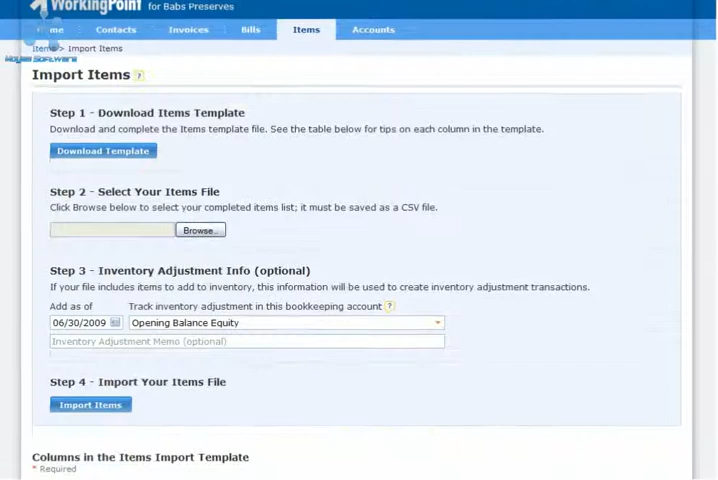 WorkingPoint for Babs Preserves
Home Contacts Invoices Bills Items Accounts
Items > Import Items
Import Items ?
Step 1 - Download Items Template
Download and complete the Items template file. See the table below for tips on each column in the template.
Download Template
Step 2 - Select Your Items File
Click Browse below to select your completed items list; it must be saved as a CSV file.
Browse..
Step 3 - Inventory Adjustment Info (optional)
If your file includes items to add to inventory, this information will be used to create inventory adjustment transactions.
Add as of Track inventory adjustment in this bookkeeping account ?
06/30/2009 Opening Balance Equity
Inventory Adjustment Memo (optional)
Step 4 - Import Your Items File
Import Items
Columns in the Items Import Template
* Required